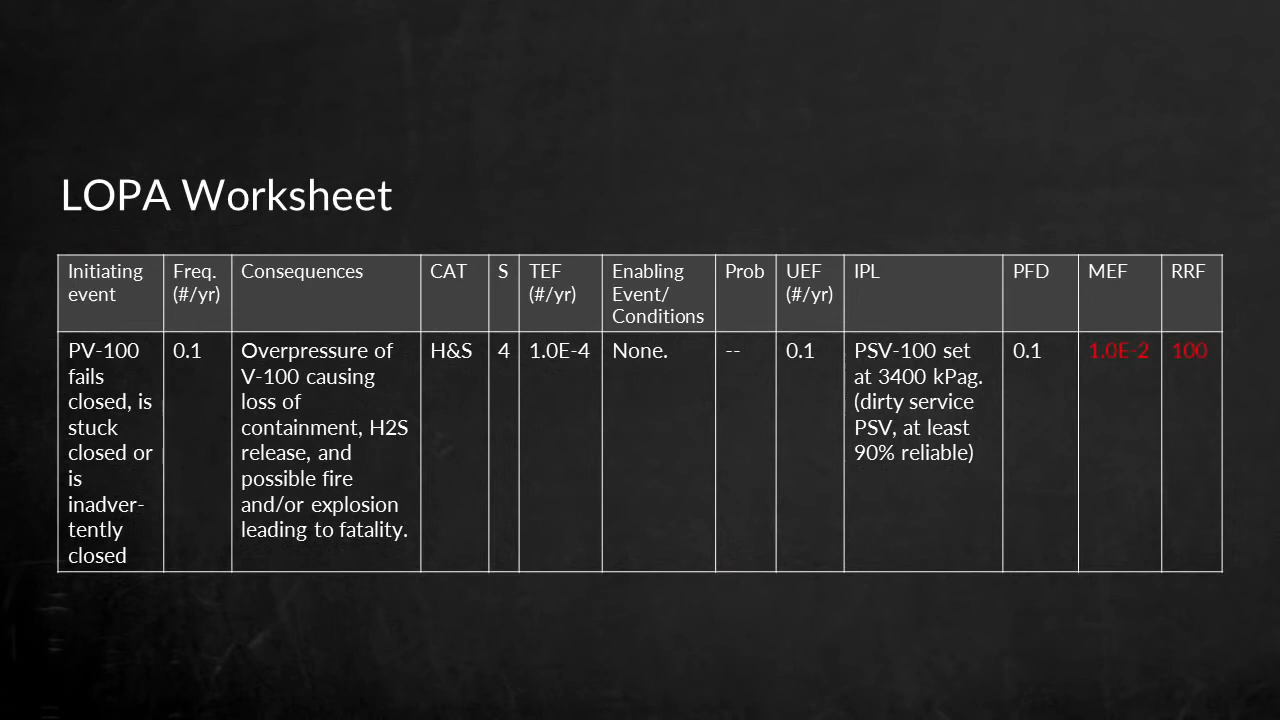 LOPA Worksheet
Initiating event
Freq. (#/yr)
Consequences
CAT
S
TEF (#/yr)
Enabling Event/ Conditions
Prob
UEF (#/yr)
IPL
PFD
MEF
RRF
PV-100
fails
closed, is
stuck
closed or
is
inadver-
tently
closed
0.1
Overpressure of
V-100 causing
loss of
containment, H2S
release, and
possible fire
and/or explosion
leading to fatality.
H&S
4
1.0E-4
None.
--
0.1
PSV-100 set
at 3400 kPag.
(dirty service
PSV, at least
90% reliable)
0.1
1.0E-2
100